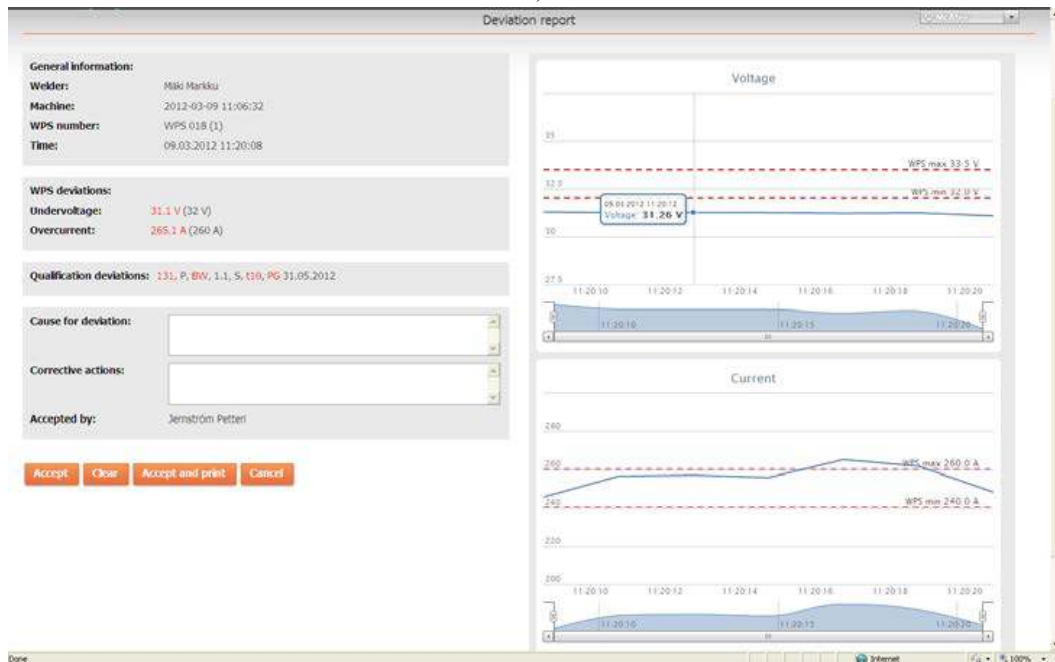 Deviation report
General information:
Welder: Mäki Markku
Machine: 2012-03-09 11:06:32
WPS number: WPS 018 (1)
Time: 09.03.2012 11:20:08
WPS deviations:
Undervoltage: 31.1 V (32 V)
Overcurrent: 265.1 A (260 A)
Qualification deviations: 131, P, BW, 1.1, S, t10, PG 31.05.2012
Cause for deviation:
Corrective actions:
Accepted by: Jernström Petteri
Accept Clear Accept and print Cancel
Voltage
35
WPS max 33.5 V
32.5
WPS min 32.0 V
09.03.2012 11:20:12
Voltage: 31.26 V
30
27.5
11:20:10 11:20:12 11:20:14 11:20:16 11:20:18 11:20:20
11:20:10 11:20:15 11:20:20
Current
260
WPS max 260.0 A
240
WPS min 240.0 A
220
200
11:20:10 11:20:12 11:20:14 11:20:16 11:20:18 11:20:20
11:20:10 11:20:15 11:20:20
Done Internet 100%